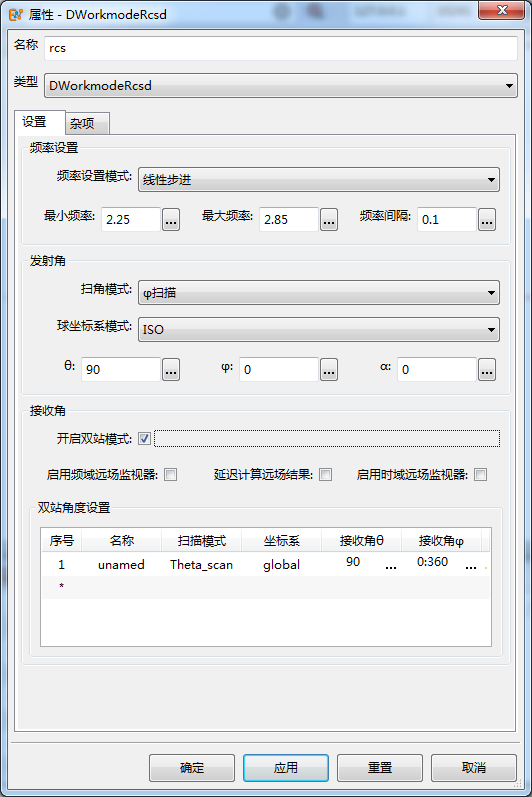 属性 - DWorkmodeRcsd
名称 rcs
类型 DWorkmodeRcsd
设置 杂项
频率设置
频率设置模式: 线性步进
最小频率: 2.25 ... 最大频率: 2.85 ... 频率间隔: 0.1 ...
发射角
扫角模式: φ扫描
球坐标系模式: ISO
θ: 90 ... φ: 0 ... α: 0 ...
接收角
开启双站模式:
启用频域远场监视器: 延迟计算远场结果: 启用时域远场监视器:
双站角度设置
序号 名称 扫描模式 坐标系 接收角θ 接收角φ
1 unamed Theta_scan global 90 ... 0:360 ...
*
确定 应用 重置 取消